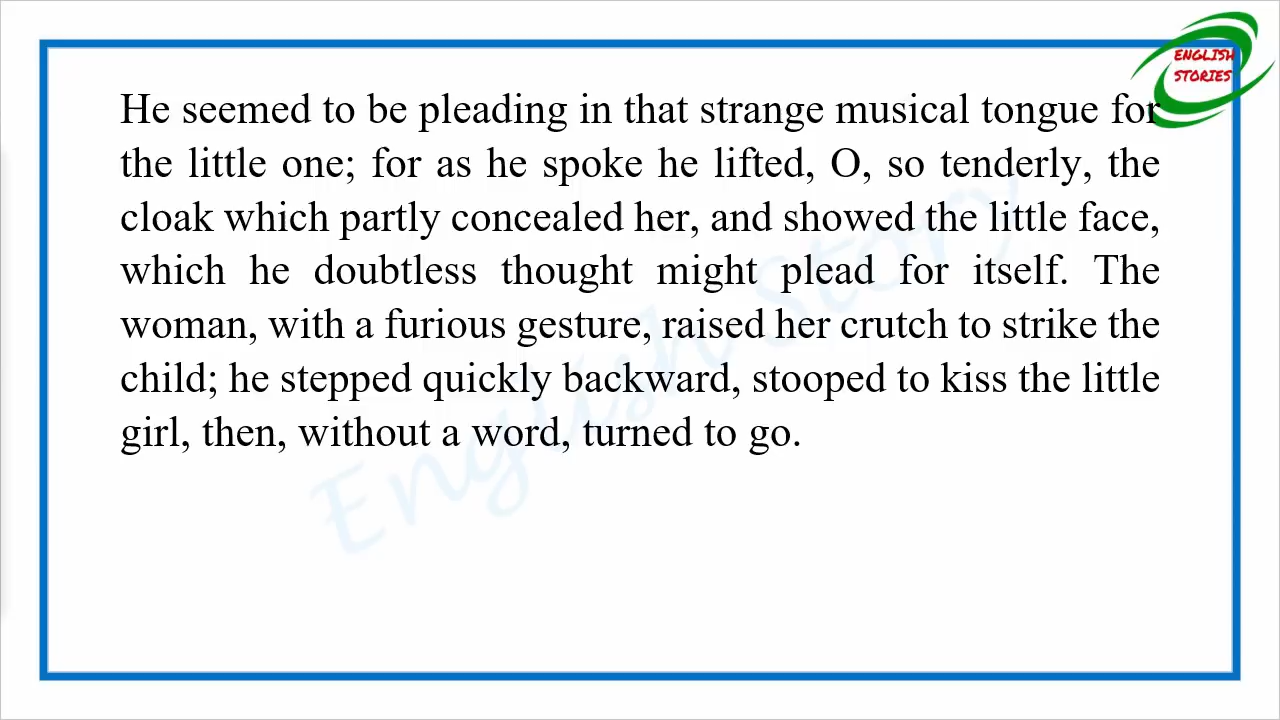 ENGLISH
STORIES
He seemed to be pleading in that strange musical tongue for
the little one; for as he spoke he lifted, O, so tenderly, the
cloak which partly concealed her, and showed the little face,
which he doubtless thought might plead for itself. The
woman, with a furious gesture, raised her crutch to strike the
child; he stepped quickly backward, stooped to kiss the little
girl, then, without a word, turned to go.
English Story